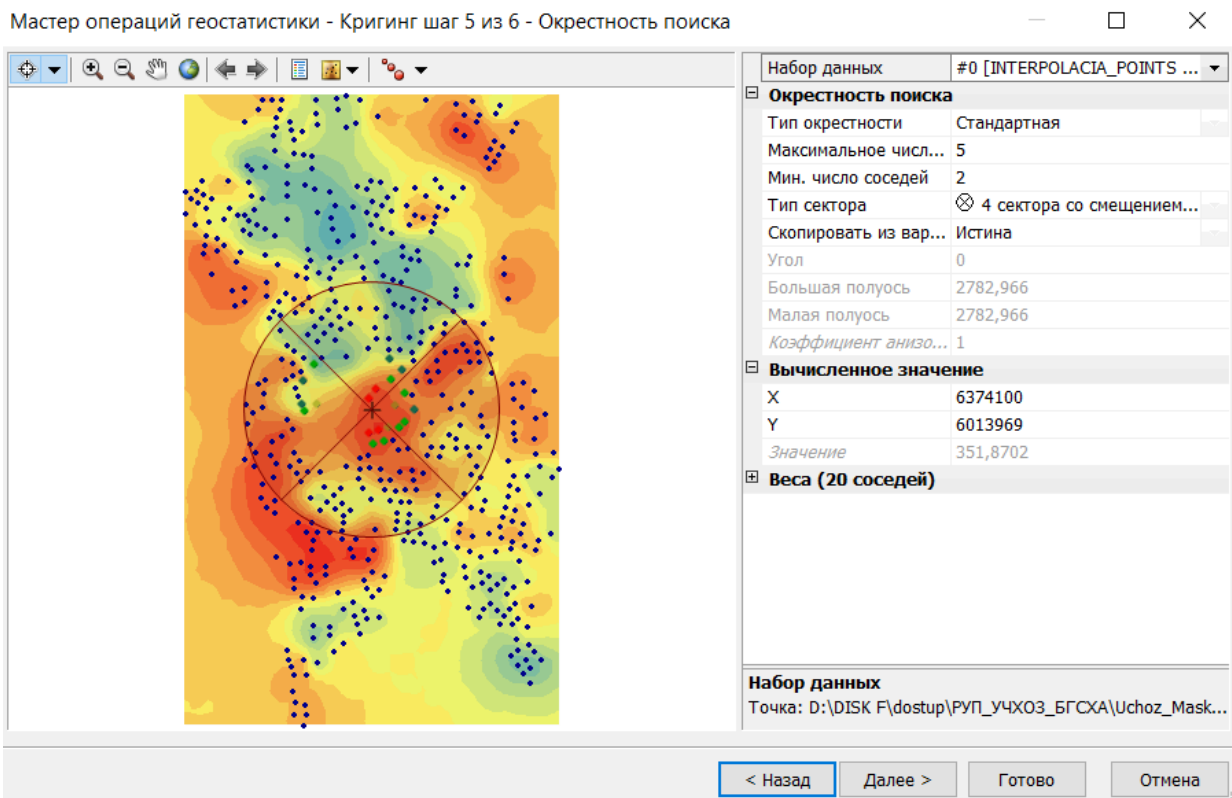 Мастер операций геостатистики - Кригинг шаг 5 из 6 - Окрестность поиска
Набор данных #0 [INTERPOLACIA_POINTS ...
Окрестность поиска
Тип окрестности Стандартная
Максимальное числ... 5
Мин. число соседей 2
Тип сектора 4 сектора со смещением...
Скопировать из вар... Истина
Угол 0
Большая полуось 2782,966
Малая полуось 2782,966
Коэффициент анизо... 1
Вычисленное значение
X 6374100
Y 6013969
Значение 351,8702
Веса (20 соседей)
Набор данных
Точка: D:\DISK F\dostup\РУП_УЧХОЗ_БГСХА\Uchoz_Mask...
< Назад Далее > Готово Отмена